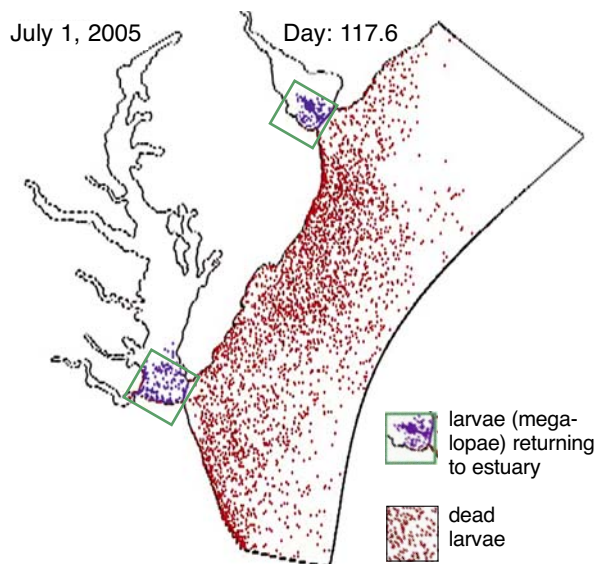 July 1, 2005
Day: 117.6
larvae (mega-
lopae) returning
to estuary
dead
larvae